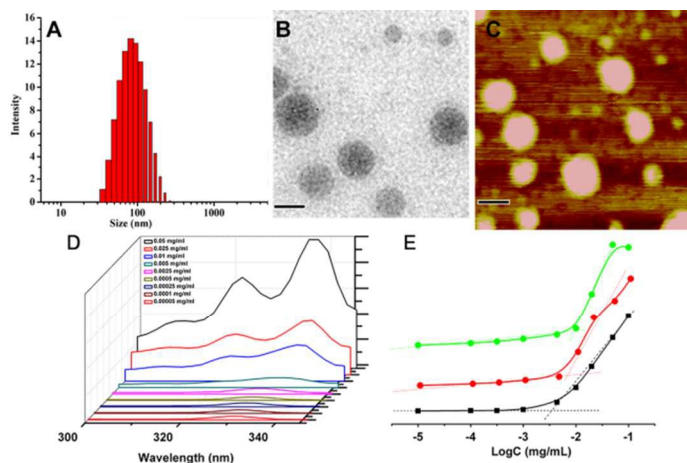 A
B
C
Intensity
16
14
12
10
8
6
4
2
0
10
100
1000
Size (nm)
D
0.05 mg/ml
0.025 mg/ml
0.01 mg/ml
0.005 mg/ml
0.0025 mg/ml
0.0005 mg/ml
0.00025 mg/ml
0.0001 mg/ml
0.00005 mg/ml
300
320
340
Wavelength (nm)
E
-5
-4
-3
-2
-1
LogC (mg/mL)